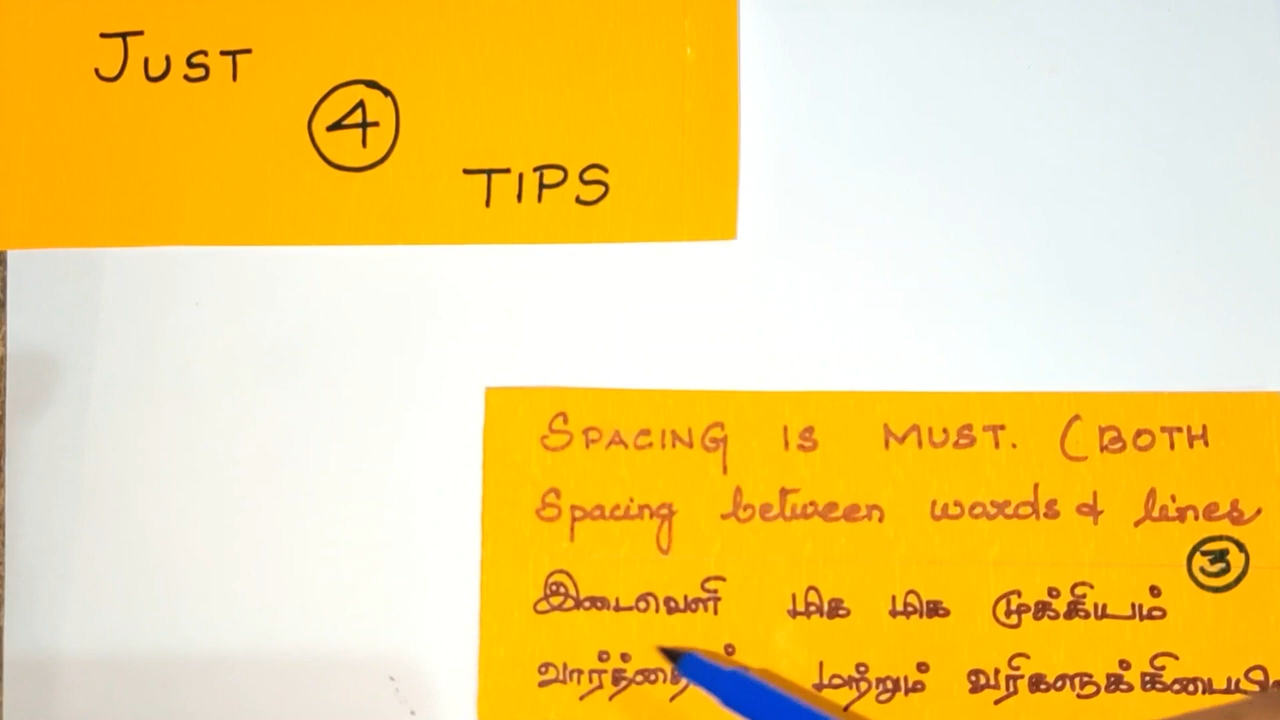 JUST
4
TIPS
SPACING IS MUST. (BOTH
Spacing between words & lines
3
இடைவெளி மிக மிக முக்கியம்
மற்றும்